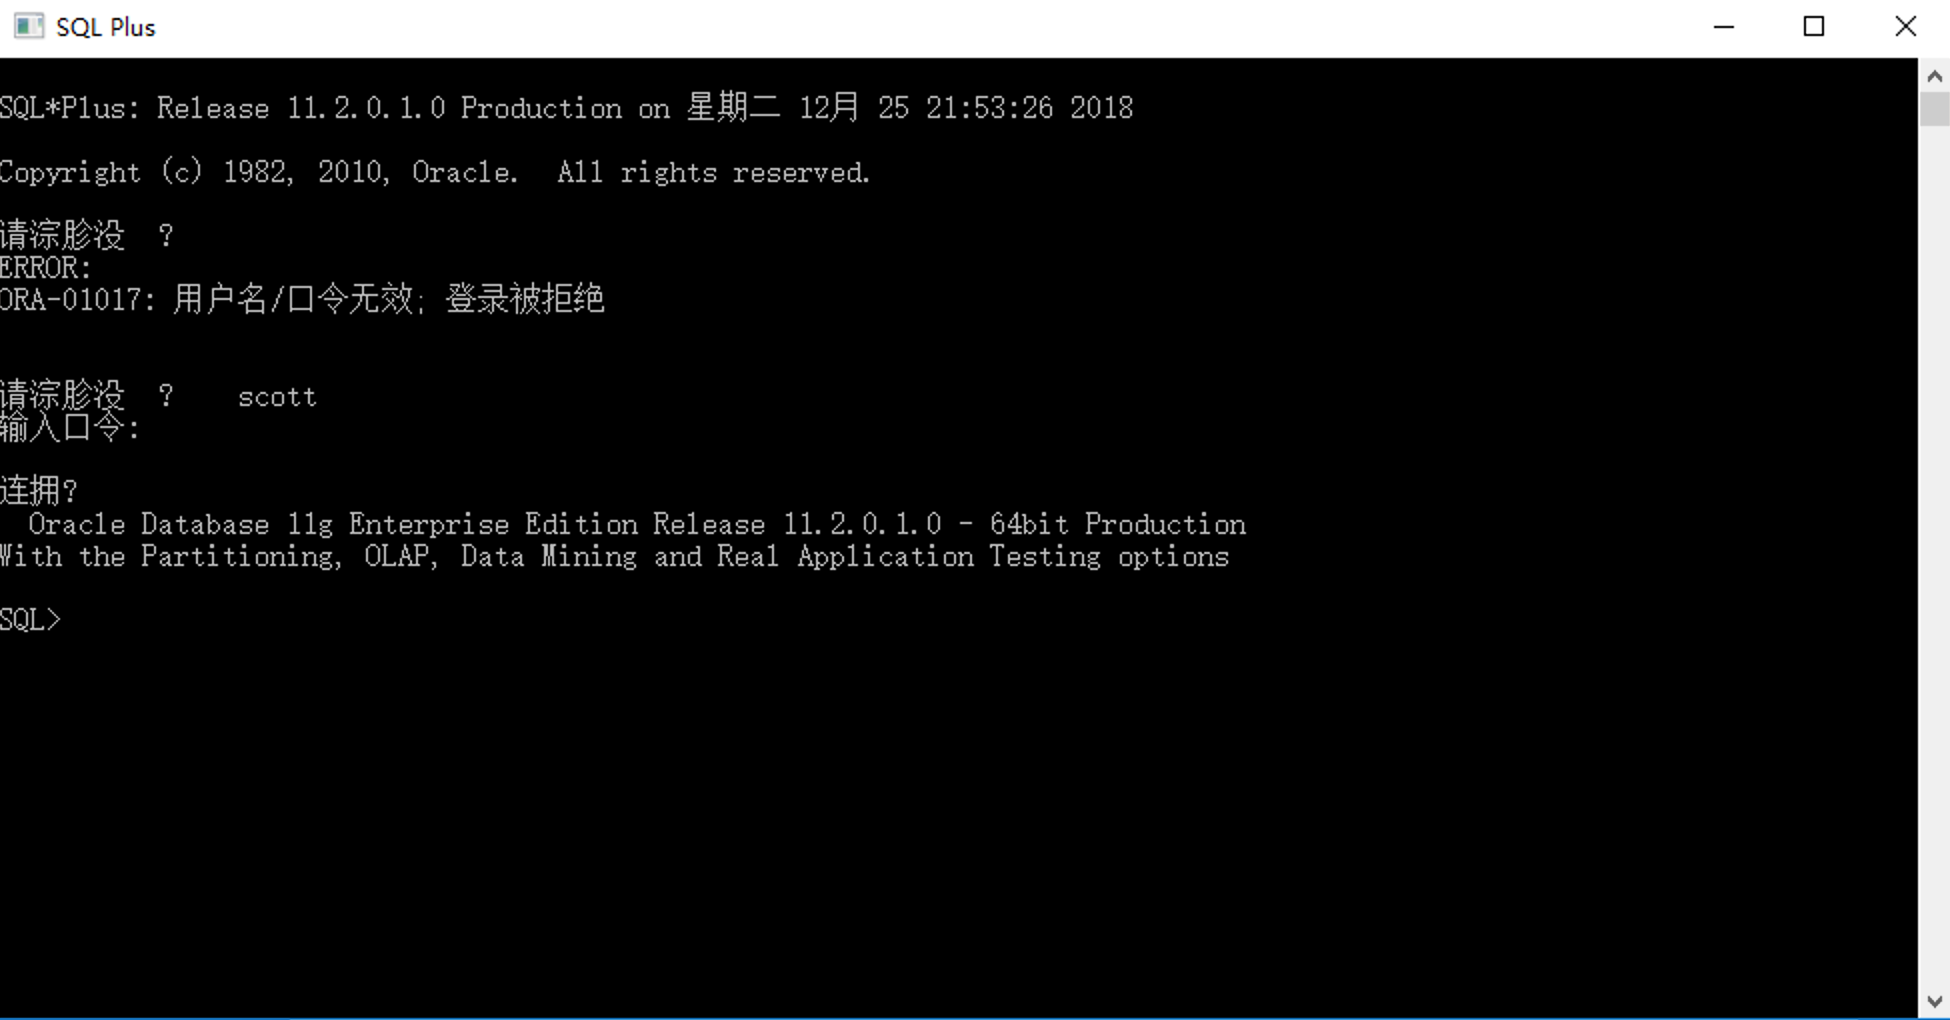 SQL Plus
SQL*Plus: Release 11.2.0.1.0 Production on 星期二 12月 25 21:53:26 2018
Copyright (c) 1982, 2010, Oracle.  All rights reserved.
请淙肦没  ?
ERROR:
ORA-01017: 用户名/口令无效; 登录被拒绝
请淙肦没  ?    scott
输入口令:
连拥?
Oracle Database 11g Enterprise Edition Release 11.2.0.1.0 - 64bit Production
With the Partitioning, OLAP, Data Mining and Real Application Testing options
SQL>